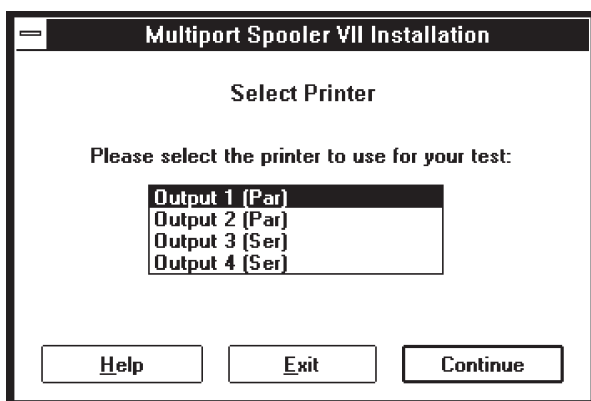 Multiport Spooler VII Installation
Select Printer
Please select the printer to use for your test:
Output 1 (Par)
Output 2 (Par)
Output 3 (Ser)
Output 4 (Ser)
Help Exit Continue